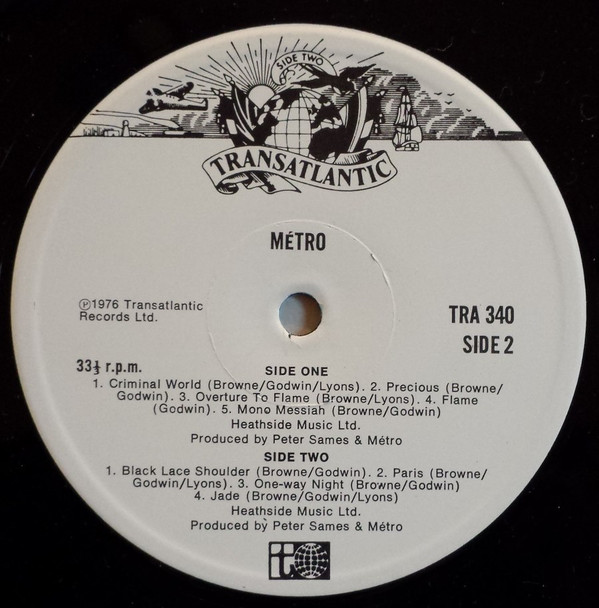 SIDE TWO
TRANSATLANTIC
MÉTRO
℗1976 Transatlantic
Records Ltd.
TRA 340
SIDE 2
33⅓ r.p.m.
SIDE ONE
1. Criminal World (Browne/Godwin/Lyons). 2. Precious (Browne/
Godwin). 3. Overture To Flame (Browne/Lyons). 4. Flame
(Godwin). 5. Mono Messiah (Browne/Godwin)
Heathside Music Ltd.
Produced by Peter Sames & Métro
SIDE TWO
1. Black Lace Shoulder (Browne/Godwin). 2. Paris (Browne/
Godwin/Lyons). 3. One-way Night (Browne/Godwin)
4. Jade (Browne/Godwin/Lyons)
Heathside Music Ltd.
Produced by Peter Sames & Métro
t